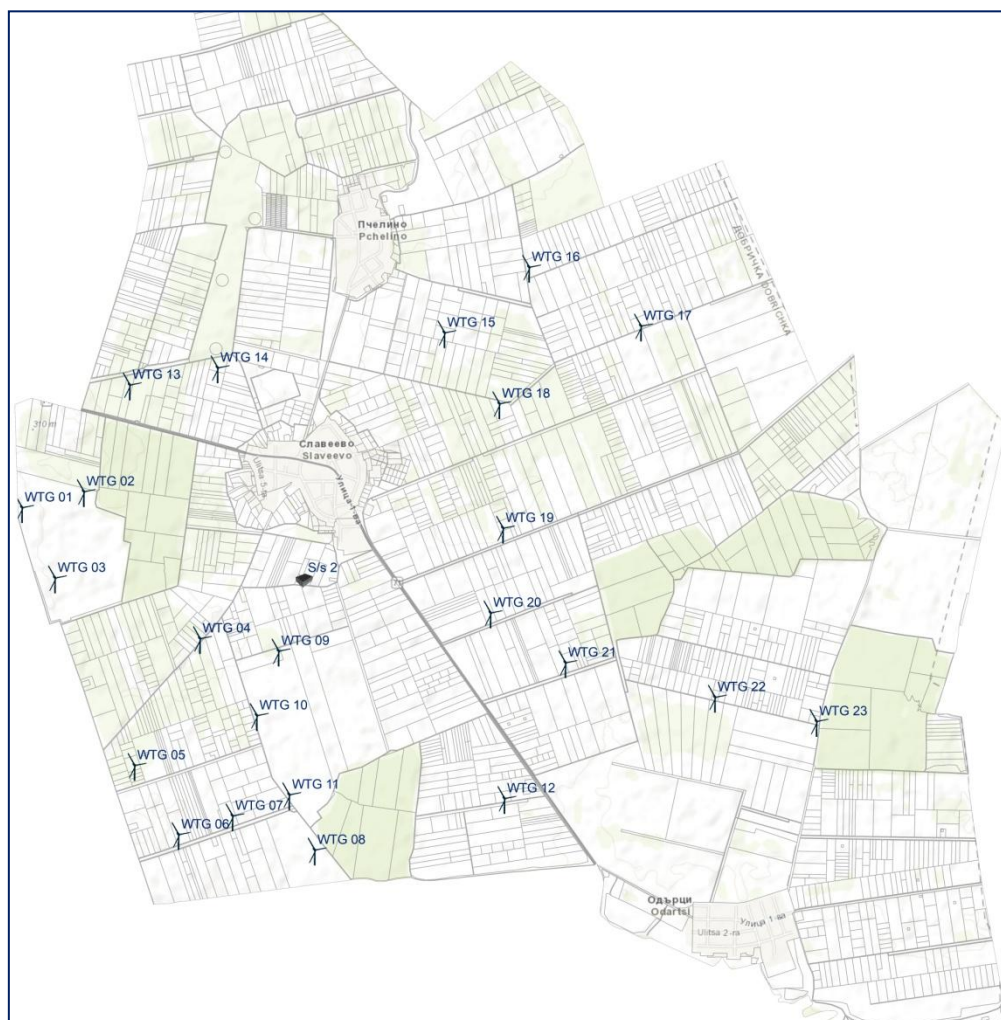 Пчелино
Pchelino
ДОБРИЧКА DOBRICHKA
WTG 16
WTG 17
WTG 15
WTG 14
WTG 13
WTG 18
310 m
Славеево
Slaveevo
Улица-1-ва
WTG 02
WTG 01
WTG 19
WTG 03
S/s 2
WTG 20
WTG 04
WTG 09
WTG 21
WTG 22
WTG 10
WTG 23
WTG 05
WTG 11
WTG 12
WTG 07
WTG 06
WTG 08
Одърци
Odartsi
Улица 1-ва
Ulitsa 2-ra